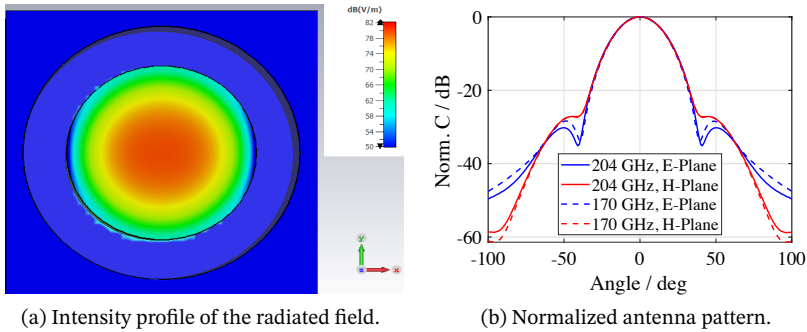 dB(V/m)
82
78
74
70
66
62
58
54
50
y
z
x
(a) Intensity profile of the radiated field.
Norm. C / dB
0
-20
-40
-60
204 GHz, E-Plane
204 GHz, H-Plane
170 GHz, E-Plane
170 GHz, H-Plane
-100
-50
0
50
100
Angle / deg
(b) Normalized antenna pattern.